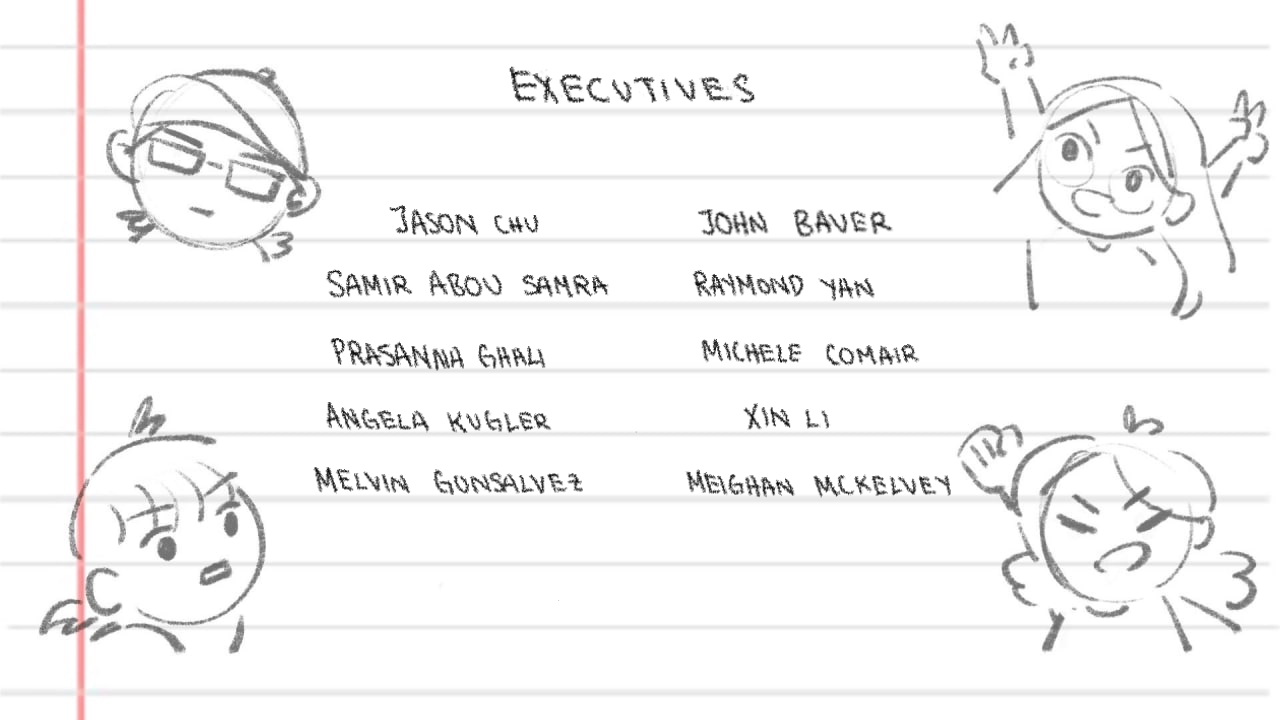 EXECUTIVES
JASON CHU
JOHN BAUER
SAMIR ABOU SAMRA
RAYMOND YAN
PRASANNA GHALI
MICHELE COMAIR
ANGELA KUGLER
XIN LI
MELVIN GONSALVEZ
MEIGHAN MCKELVEY